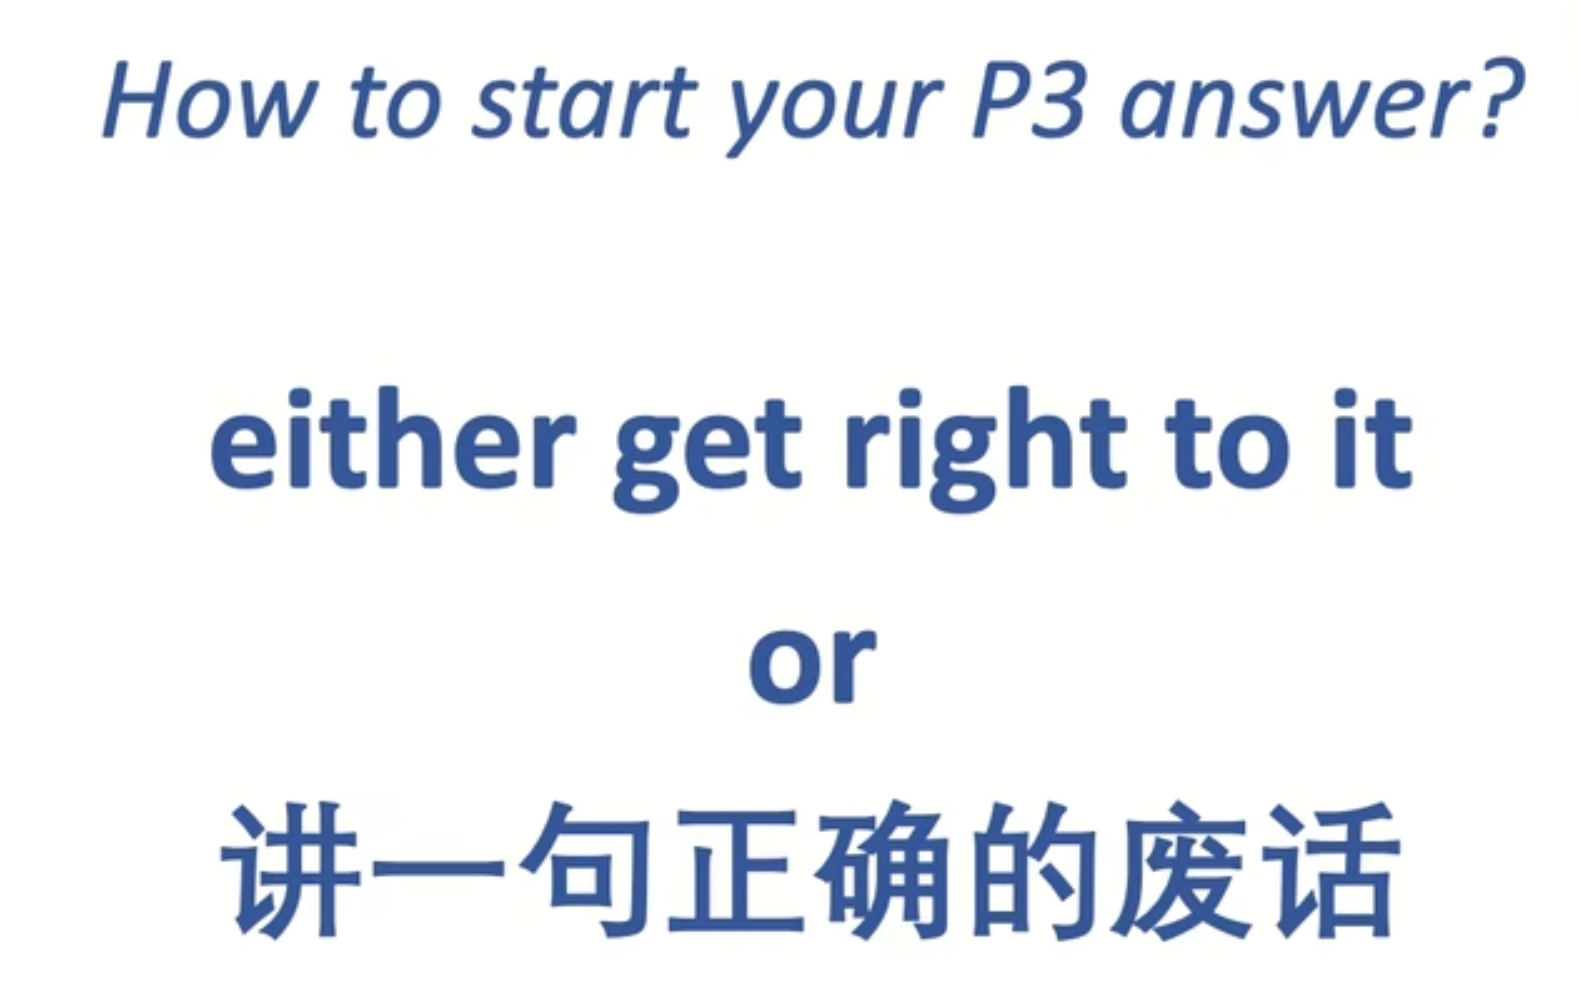 How to start your P3 answer?
either get right to it
or
讲一句正确的废话